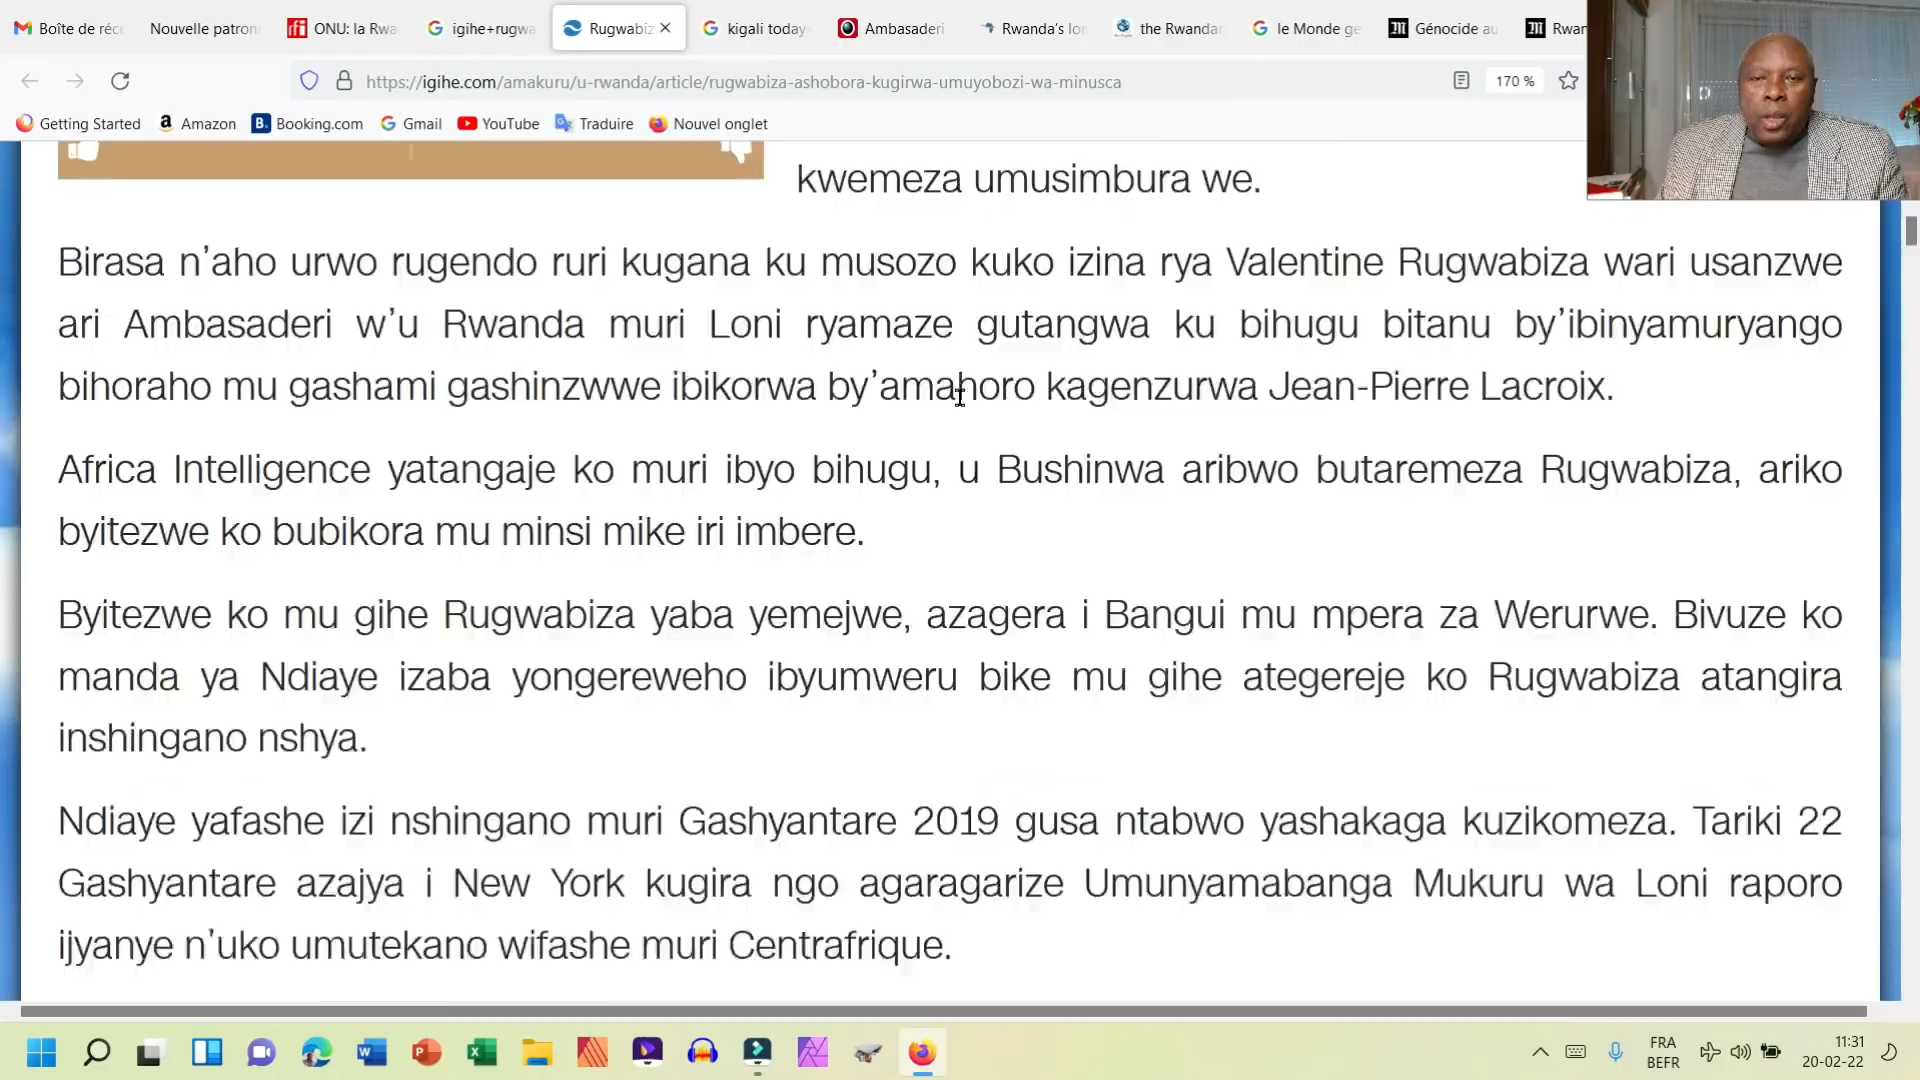 Boîte de réc
Nouvelle patron
ONU: la Rwa
igihe+rugwa
Rugwabiz
kigali today
Ambasaderi
Rwanda's lon
the Rwandan
le Monde ge
Génocide au
Rwan
https://igihe.com/amakuru/u-rwanda/article/rugwabiza-ashobora-kugirwa-umuyobozi-wa-minusca
170 %
Getting Started
Amazon
B. Booking.com
Gmail
YouTube
Traduire
Nouvel onglet
kwemeza umusimbura we.
Birasa n'aho urwo rugendo ruri kugana ku musozo kuko izina rya Valentine Rugwabiza wari usanzwe
ari Ambasaderi w'u Rwanda muri Loni ryamaze gutangwa ku bihugu bitanu by'ibinyamuryango
bihoraho mu gashami gashinzwwe ibikorwa by'amahoro kagenzurwa Jean-Pierre Lacroix.
Africa Intelligence yatangaje ko muri ibyo bihugu, u Bushinwa aribwo butaremeza Rugwabiza, ariko
byitezwe ko bubikora mu minsi mike iri imbere.
Byitezwe ko mu gihe Rugwabiza yaba yemejwe, azagera i Bangui mu mpera za Werurwe. Bivuze ko
manda ya Ndiaye izaba yongereweho ibyumweru bike mu gihe ategereje ko Rugwabiza atangira
inshingano nshya.
Ndiaye yafashe izi nshingano muri Gashyantare 2019 gusa ntabwo yashakaga kuzikomeza. Tariki 22
Gashyantare azajya i New York kugira ngo agaragarize Umunyamabanga Mukuru wa Loni raporo
ijyanye n'uko umutekano wifashe muri Centrafrique.
FRA
BEFR
11:31
20-02-22